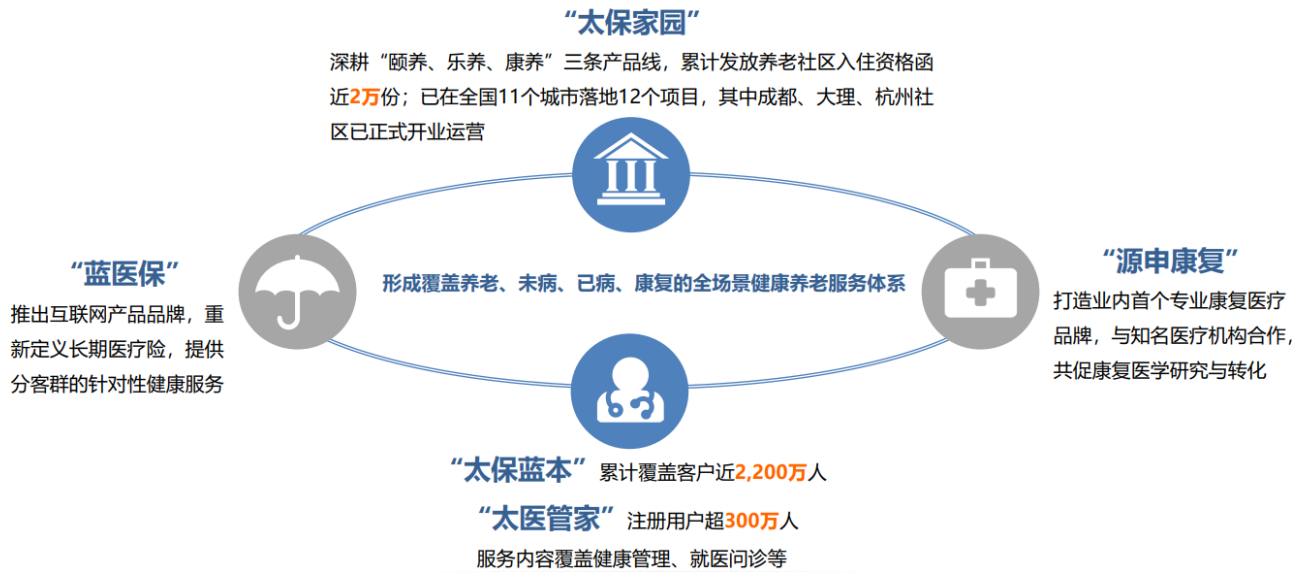 “太保家园”
深耕“颐养、乐养、康养”三条产品线，累计发放养老社区入住资格函
近2万份；已在全国11个城市落地12个项目，其中成都、大理、杭州社
区已正式开业运营
“蓝医保”
推出互联网产品品牌，重
新定义长期医疗险，提供
分客群的针对性健康服务
形成覆盖养老、未病、已病、康复的全场景健康养老服务体系
“源申康复”
打造业内首个专业康复医疗
品牌，与知名医疗机构合作，
共促康复医学研究与转化
“太保蓝本” 累计覆盖客户近2,200万人
“太医管家” 注册用户超300万人
服务内容覆盖健康管理、就医问诊等